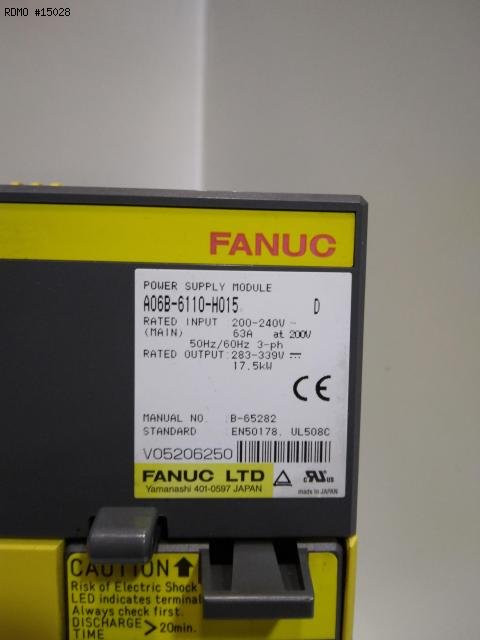 RDMO #15028
FANUC
POWER SUPPLY MODULE
A06B-6110-H015 D
RATED INPUT 200-240V ~
(MAIN) 63A at 200V
50Hz/60Hz 3-ph
RATED OUTPUT:283-339V ⎓
17.5kW
CE
MANUAL NO. :B-65282
STANDARD :EN50178, UL508C
V05206250
FANUC LTD
Yamanashi 401-0597 JAPAN
c RU us
MADE IN JAPAN
CAUTION
Risk of Electric Shock
LED indicates terminal
Always check first.
DISCHARGE
TIME > 20min.